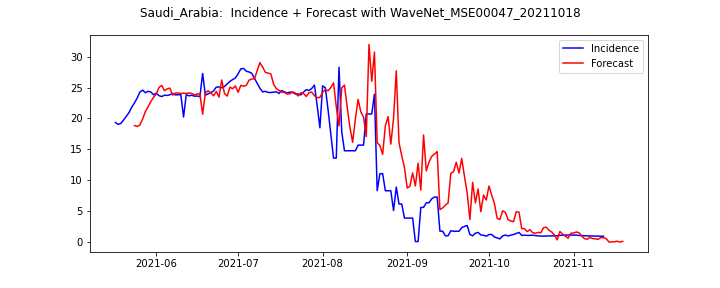 Saudi_Arabia:  Incidence + Forecast with WaveNet_MSE00047_20211018
Incidence
Forecast
30
25
20
15
10
5
0
2021-06 2021-07 2021-08 2021-09 2021-10 2021-11